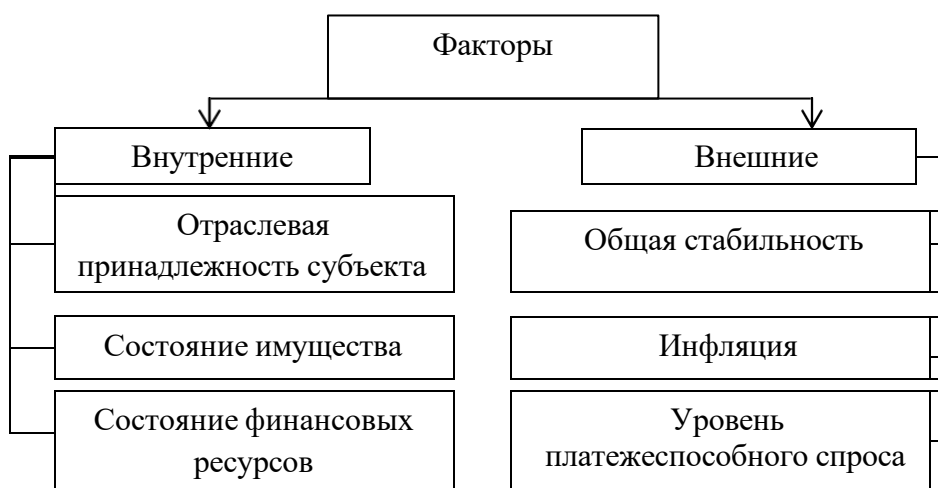 Факторы
Внутренние
Внешние
Отраслевая
принадлежность субъекта
Общая стабильность
Состояние имущества
Инфляция
Состояние финансовых
ресурсов
Уровень
платежеспособного спроса